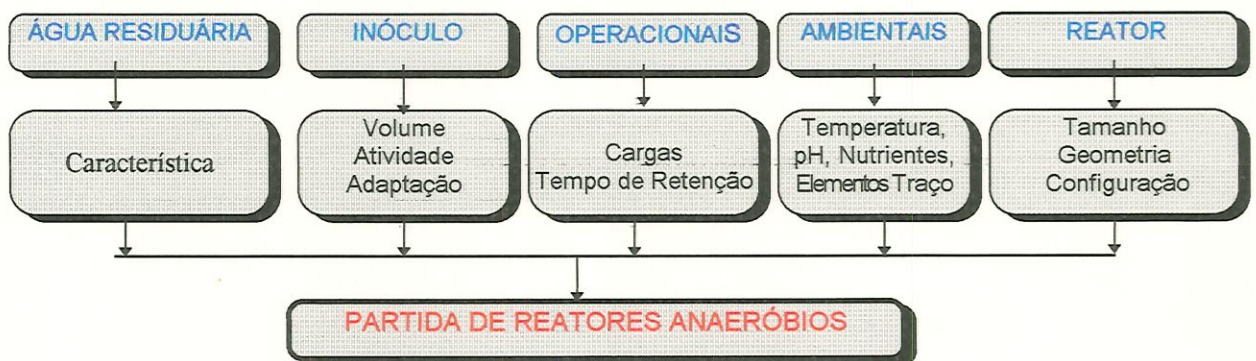 ÁGUA RESIDUÁRIA
INÓCULO
OPERACIONAIS
AMBIENTAIS
REATOR
Característica
Volume
Atividade
Adaptação
Cargas
Tempo de Retenção
Temperatura,
pH, Nutrientes,
Elementos Traço
Tamanho
Geometria
Configuração
PARTIDA DE REATORES ANAERÓBIOS